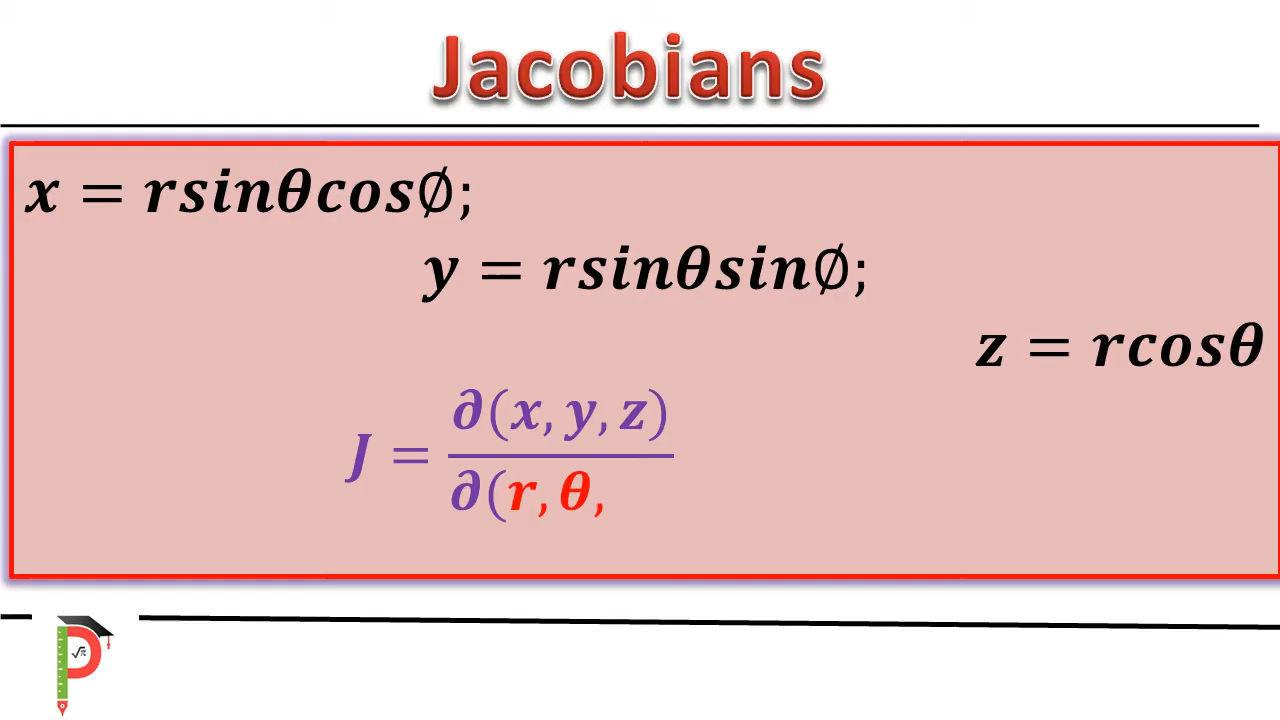 Jacobians
x = rsinθcos∅;
y = rsinθsin∅;
z = rcosθ
J = ∂(x, y, z)
∂(r, θ,
√π